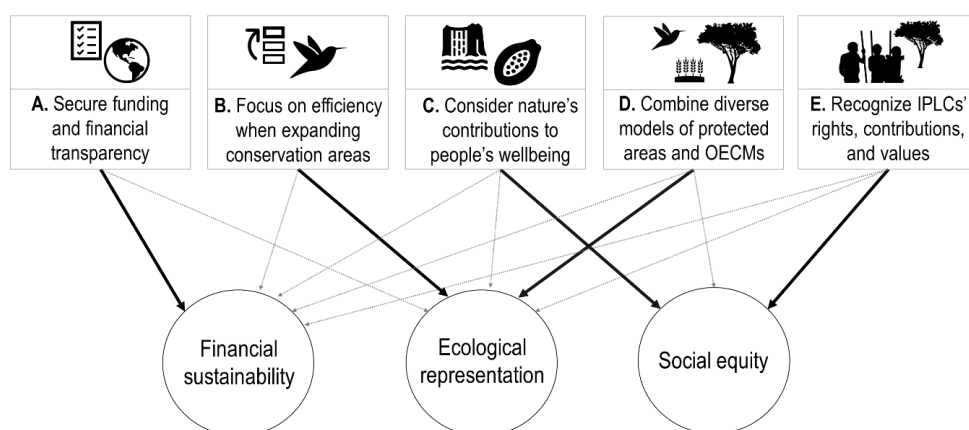 A. Secure funding
and financial
transparency
B. Focus on efficiency
when expanding
conservation areas
C. Consider nature's
contributions to
people's wellbeing
D. Combine diverse
models of protected
areas and OECMs
E. Recognize IPLCs'
rights, contributions,
and values
Financial
sustainability
Ecological
representation
Social equity